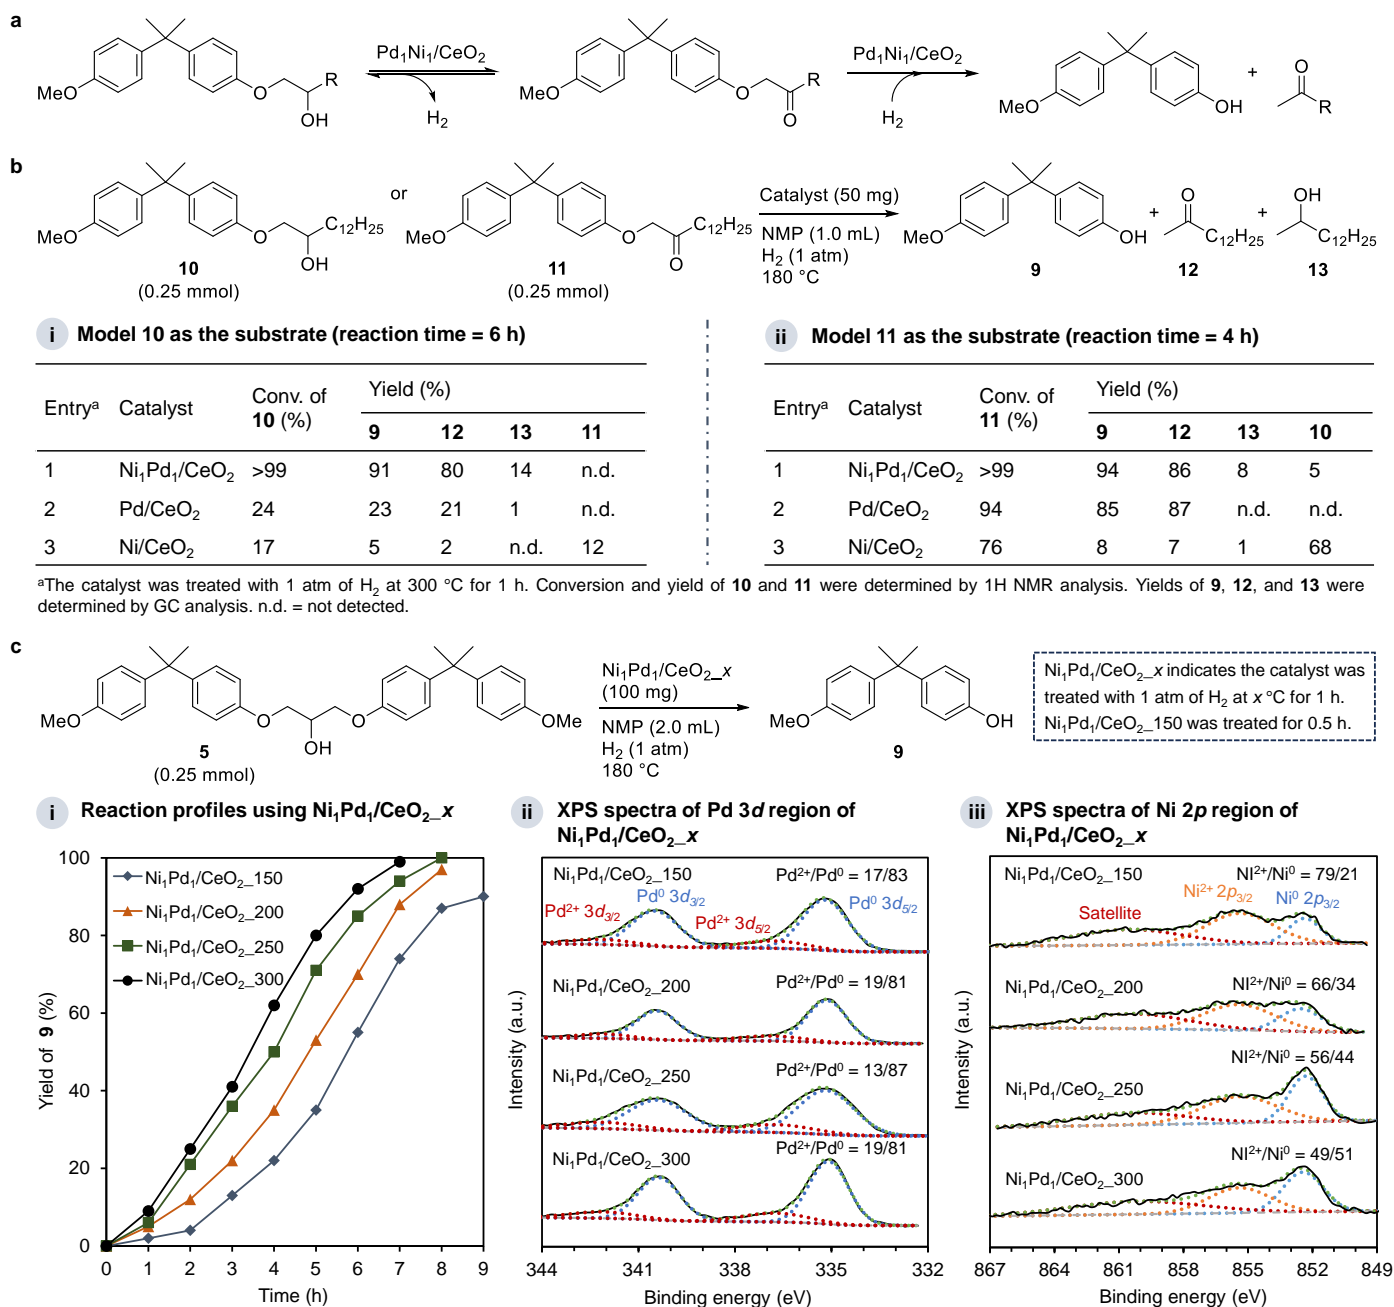 a
Pd₁Ni₁/CeO₂
Pd₁Ni₁/CeO₂
MeO
O
R
OH
H₂
MeO
O
R
O
H₂
MeO
OH
+
O
R
b
or
Catalyst (50 mg)
NMP (1.0 mL)
H₂ (1 atm)
180 °C
MeO
O
C₁₂H₂₅
OH
MeO
O
C₁₂H₂₅
O
MeO
OH
+
O
C₁₂H₂₅
+
OH
C₁₂H₂₅
10
(0.25 mmol)
11
(0.25 mmol)
9
12
13
i Model 10 as the substrate (reaction time = 6 h)
Entryᵃ Catalyst Conv. of 10 (%) Yield (%)
9 12 13 11
1 Ni₁Pd₁/CeO₂ >99 91 80 14 n.d.
2 Pd/CeO₂ 24 23 21 1 n.d.
3 Ni/CeO₂ 17 5 2 n.d. 12
ii Model 11 as the substrate (reaction time = 4 h)
Entryᵃ Catalyst Conv. of 11 (%) Yield (%)
9 12 13 10
1 Ni₁Pd₁/CeO₂ >99 94 86 8 5
2 Pd/CeO₂ 94 85 87 n.d. n.d.
3 Ni/CeO₂ 76 8 7 1 68
ᵃThe catalyst was treated with 1 atm of H₂ at 300 °C for 1 h. Conversion and yield of 10 and 11 were determined by 1H NMR analysis. Yields of 9, 12, and 13 were
determined by GC analysis. n.d. = not detected.
c
MeO
O
OH
O
OMe
5
(0.25 mmol)
Ni₁Pd₁/CeO₂_x
(100 mg)
NMP (2.0 mL)
H₂ (1 atm)
180 °C
MeO
OH
9
Ni₁Pd₁/CeO₂_x indicates the catalyst was
treated with 1 atm of H₂ at x °C for 1 h.
Ni₁Pd₁/CeO₂_150 was treated for 0.5 h.
i Reaction profiles using Ni₁Pd₁/CeO₂_x
Yield of 9 (%)
100
80
60
40
20
0
Ni₁Pd₁/CeO₂_150
Ni₁Pd₁/CeO₂_200
Ni₁Pd₁/CeO₂_250
Ni₁Pd₁/CeO₂_300
0 1 2 3 4 5 6 7 8 9
Time (h)
ii XPS spectra of Pd 3d region of
Ni₁Pd₁/CeO₂_x
Intensity (a.u.)
Ni₁Pd₁/CeO₂_150 Pd²⁺/Pd⁰ = 17/83
Pd²⁺ 3d₃/₂ Pd⁰ 3d₃/₂ Pd²⁺ 3d₅/₂ Pd⁰ 3d₅/₂
Ni₁Pd₁/CeO₂_200 Pd²⁺/Pd⁰ = 19/81
Ni₁Pd₁/CeO₂_250 Pd²⁺/Pd⁰ = 13/87
Ni₁Pd₁/CeO₂_300 Pd²⁺/Pd⁰ = 19/81
344 341 338 335 332
Binding energy (eV)
iii XPS spectra of Ni 2p region of
Ni₁Pd₁/CeO₂_x
Intensity (a.u.)
Ni₁Pd₁/CeO₂_150 NI²⁺/Ni⁰ = 79/21
Satellite Ni²⁺ 2p₃/₂ Ni⁰ 2p₃/₂
Ni₁Pd₁/CeO₂_200 NI²⁺/Ni⁰ = 66/34
Ni₁Pd₁/CeO₂_250 NI²⁺/Ni⁰ = 56/44
Ni₁Pd₁/CeO₂_300 NI²⁺/Ni⁰ = 49/51
867 864 861 858 855 852 849
Binding energy (eV)